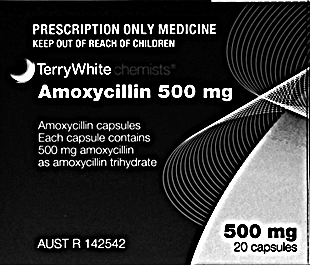 PRESCRIPTION ONLY MEDICINE
KEEP OUT OF REACH OF CHILDREN
TerryWhite chemists®
Amoxycillin 500 mg
Amoxycillin capsules
Each capsule contains
500 mg amoxycillin
as amoxycillin trihydrate
AUST R 142542
500 mg
20 capsules